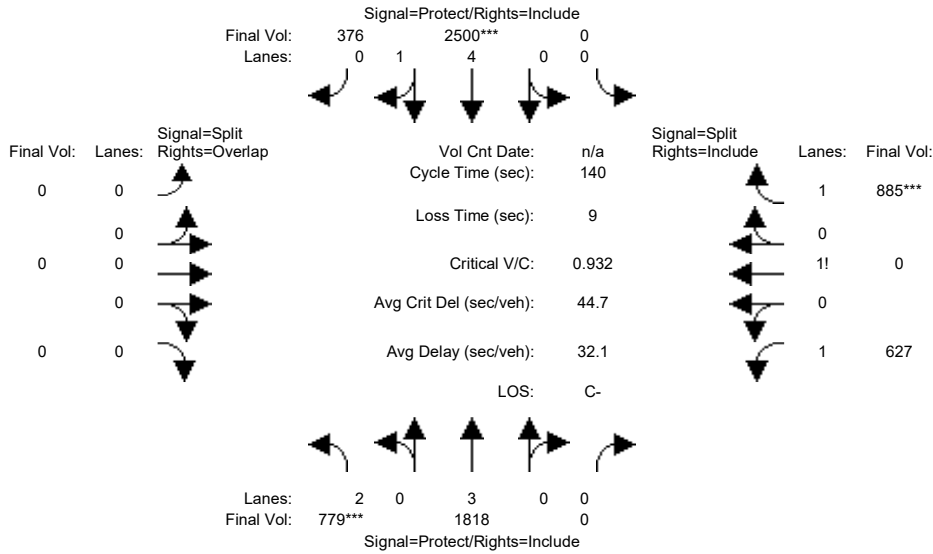 Signal=Protect/Rights=Include
Final Vol: 376 2500*** 0
Lanes: 0 1 4 0 0
Signal=Split
Final Vol: Lanes: Rights=Overlap
Vol Cnt Date: n/a
Signal=Split
Rights=Include Lanes: Final Vol:
Cycle Time (sec): 140
0 0
1 885***
Loss Time (sec): 9
0
0
0 0
Critical V/C: 0.932
1! 0
0
Avg Crit Del (sec/veh): 44.7
0
0 0
Avg Delay (sec/veh): 32.1
1 627
LOS: C-
Lanes: 2 0 3 0 0
Final Vol: 779*** 1818 0
Signal=Protect/Rights=Include